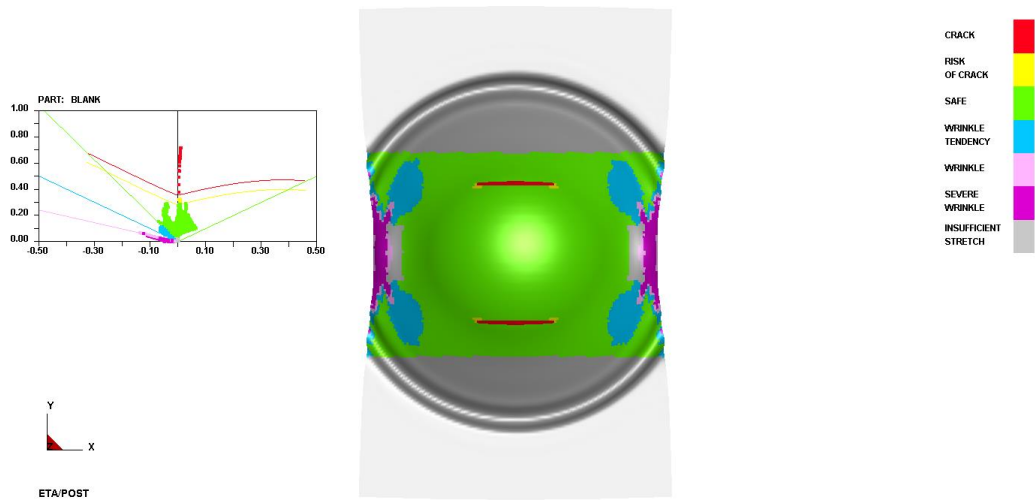 PART: BLANK
1.00
0.80
0.60
0.40
0.20
0.00
-0.50 -0.30 -0.10 0.10 0.30 0.50
CRACK
RISK
OF CRACK
SAFE
WRINKLE
TENDENCY
WRINKLE
SEVERE
WRINKLE
INSUFFICIENT
STRETCH
Y
X
ETA/POST